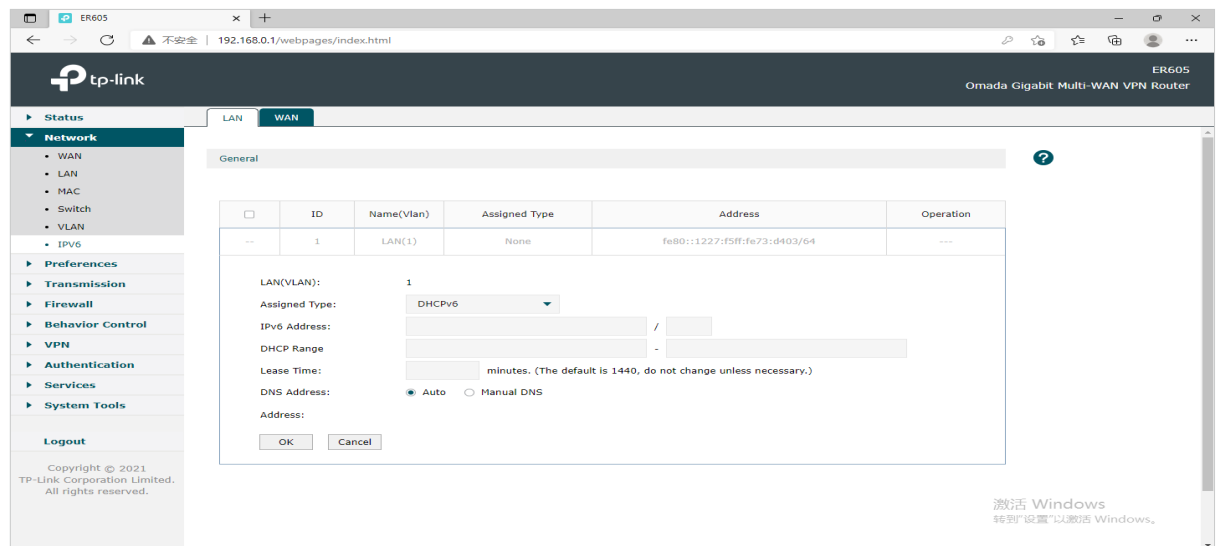 ER605
不安全 | 192.168.0.1/webpages/index.html
tp-link
ER605
Omada Gigabit Multi-WAN VPN Router
Status
Network
WAN
LAN
MAC
Switch
VLAN
IPV6
Preferences
Transmission
Firewall
Behavior Control
VPN
Authentication
Services
System Tools
Logout
Copyright © 2021
TP-Link Corporation Limited.
All rights reserved.
LAN WAN
General
?
ID Name(Vlan) Assigned Type Address Operation
-- 1 LAN(1) None fe80::1227:f5ff:fe73:d403/64 ---
LAN(VLAN): 1
Assigned Type: DHCPv6
IPv6 Address: /
DHCP Range -
Lease Time: minutes. (The default is 1440, do not change unless necessary.)
DNS Address: Auto Manual DNS
Address:
OK Cancel
激活 Windows
转到"设置"以激活 Windows。